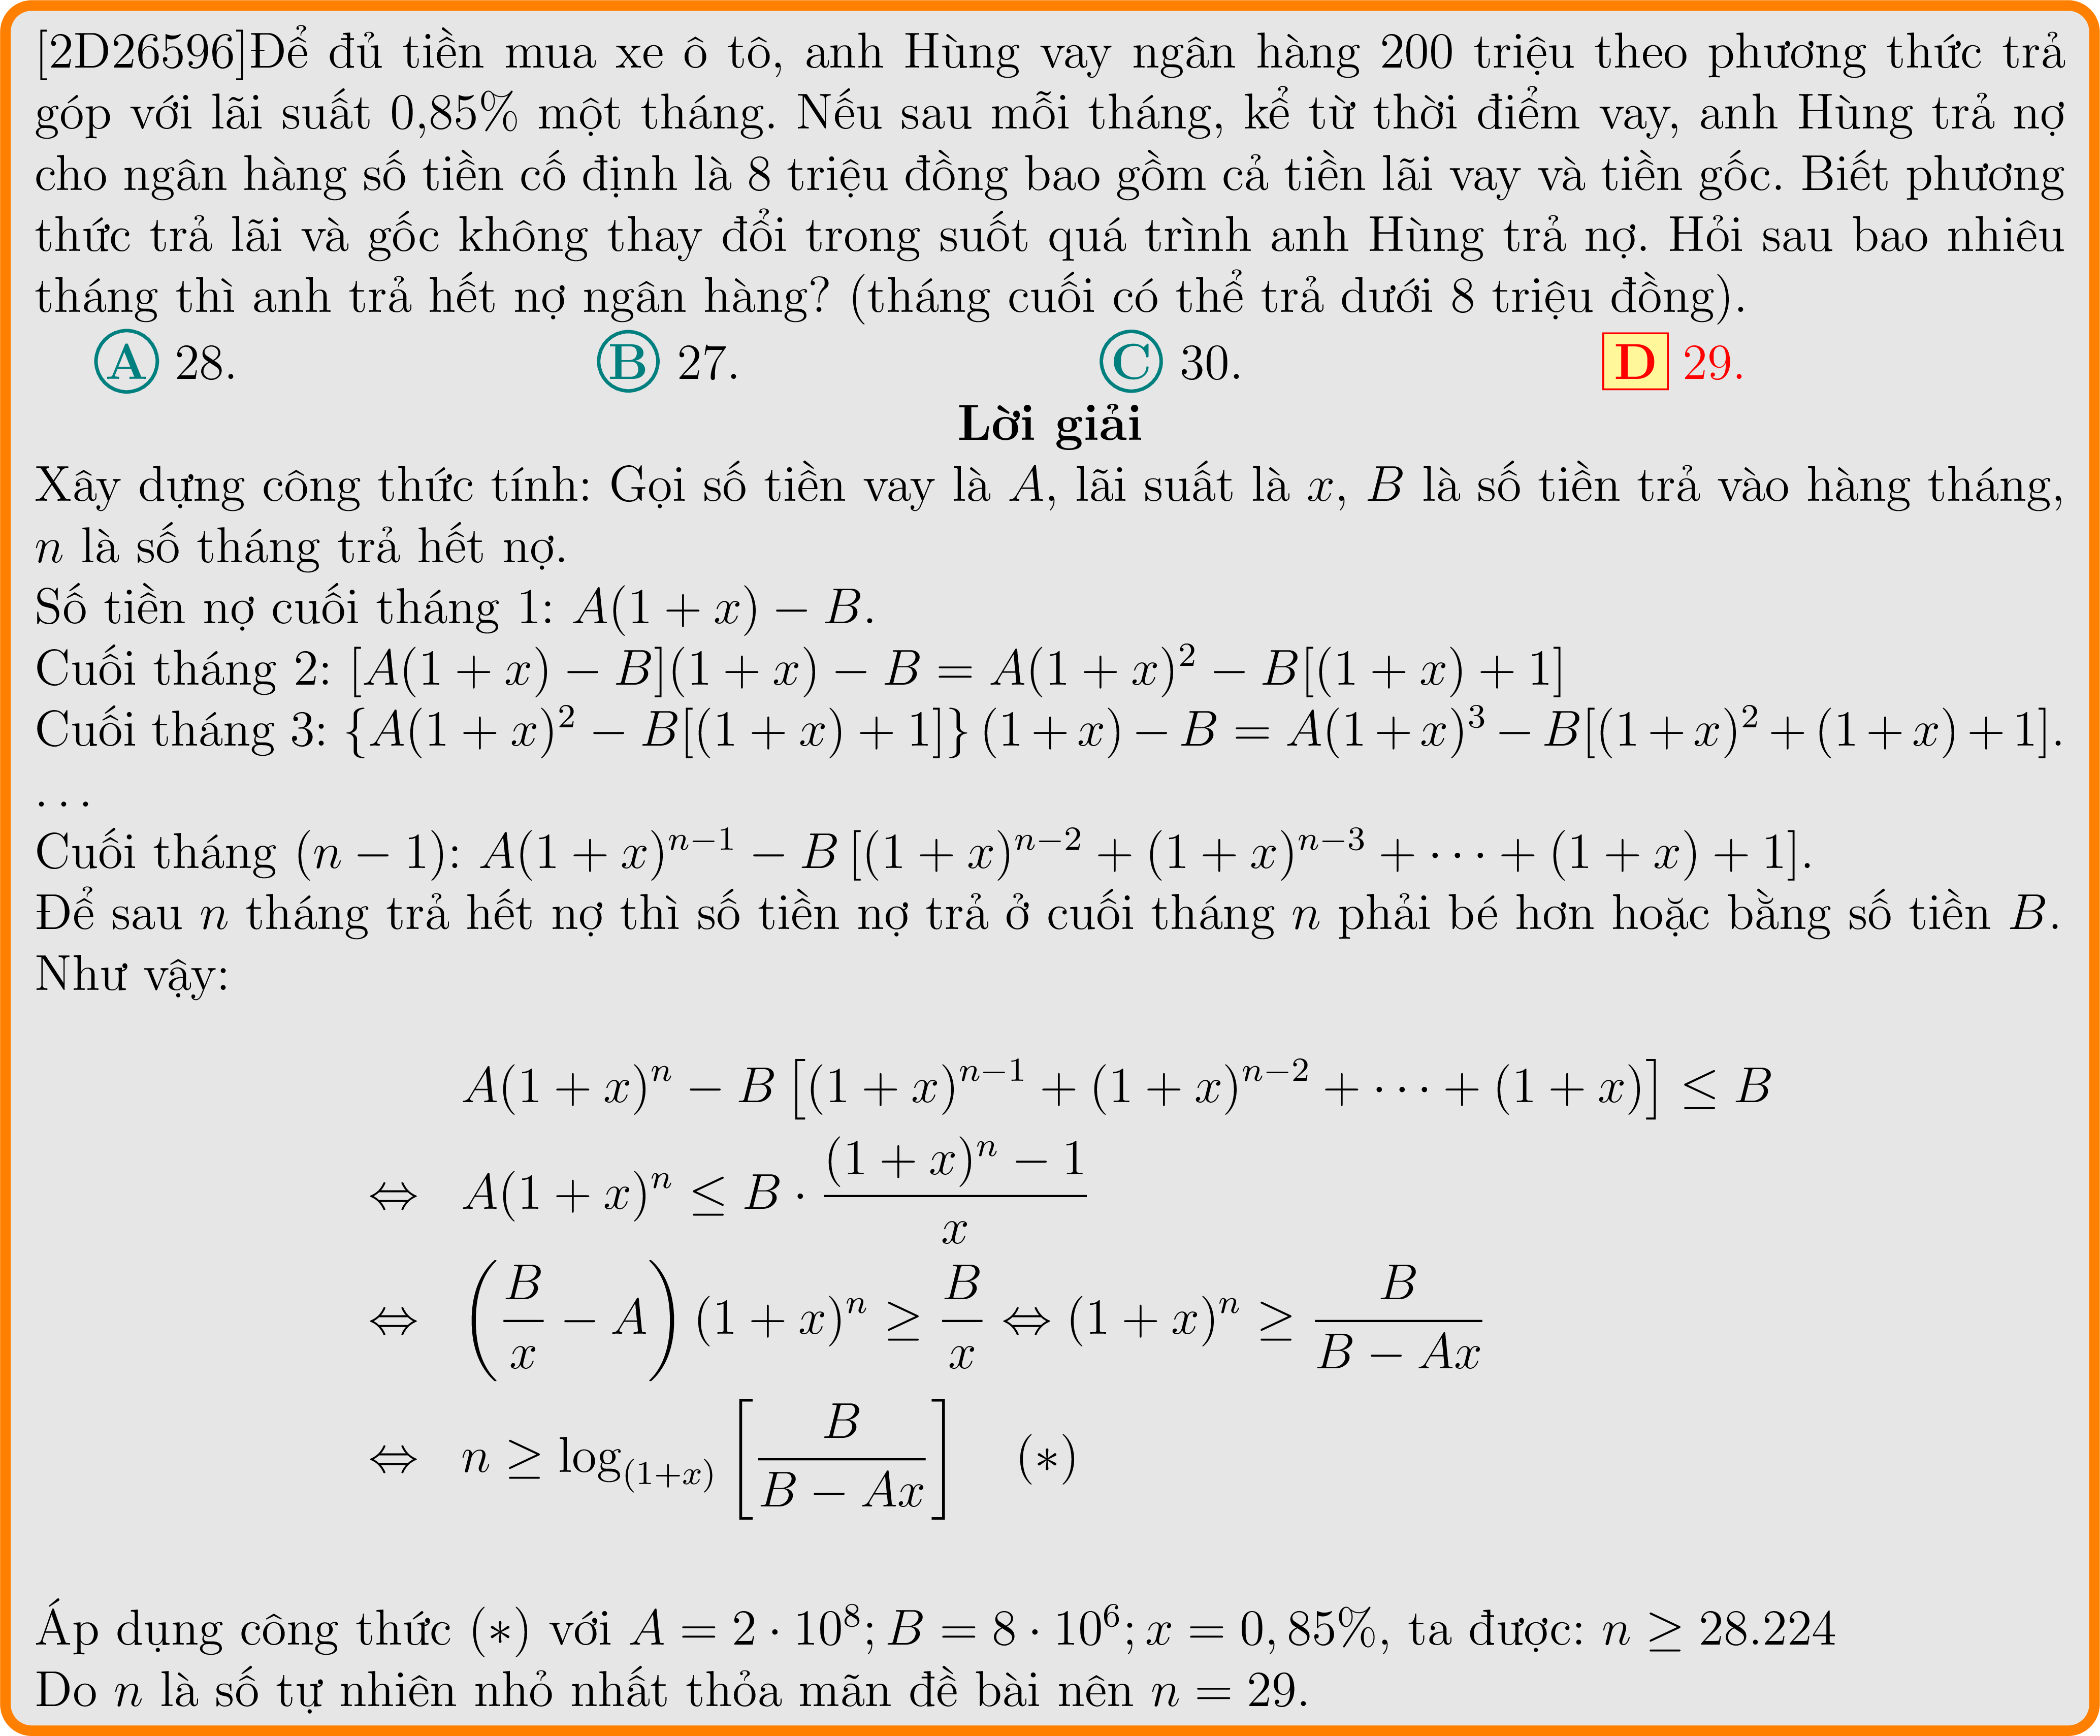 [2D26596]Để đủ tiền mua xe ô tô, anh Hùng vay ngân hàng 200 triệu theo phương thức trả
góp với lãi suất 0,85% một tháng. Nếu sau mỗi tháng, kể từ thời điểm vay, anh Hùng trả nợ
cho ngân hàng số tiền cố định là 8 triệu đồng bao gồm cả tiền lãi vay và tiền gốc. Biết phương
thức trả lãi và gốc không thay đổi trong suốt quá trình anh Hùng trả nợ. Hỏi sau bao nhiêu
tháng thì anh trả hết nợ ngân hàng? (tháng cuối có thể trả dưới 8 triệu đồng).
A 28. B 27. C 30. D 29.
Lời giải
Xây dựng công thức tính: Gọi số tiền vay là $A$, lãi suất là $x$, $B$ là số tiền trả vào hàng tháng,
$n$ là số tháng trả hết nợ.
Số tiền nợ cuối tháng 1: $A(1+x)-B$.
Cuối tháng 2: $[A(1+x)-B](1+x)-B=A(1+x)^2-B[(1+x)+1]$
Cuối tháng 3: $\{A(1+x)^2-B[(1+x)+1]\}(1+x)-B=A(1+x)^3-B[(1+x)^2+(1+x)+1]$.
...
Cuối tháng $(n-1)$: $A(1+x)^{n-1}-B[(1+x)^{n-2}+(1+x)^{n-3}+\cdots+(1+x)+1]$.
Để sau $n$ tháng trả hết nợ thì số tiền nợ trả ở cuối tháng $n$ phải bé hơn hoặc bằng số tiền $B$.
Như vậy:
$A(1+x)^n-B\left[(1+x)^{n-1}+(1+x)^{n-2}+\cdots+(1+x)\right]\leq B$
$\Leftrightarrow A(1+x)^n\leq B\cdot\frac{(1+x)^n-1}{x}$
$\Leftrightarrow \left(\frac{B}{x}-A\right)(1+x)^n\geq\frac{B}{x}\Leftrightarrow(1+x)^n\geq\frac{B}{B-Ax}$
$\Leftrightarrow n\geq\log_{(1+x)}\left[\frac{B}{B-Ax}\right]\quad(*)$
Áp dụng công thức $(*)$ với $A=2\cdot10^8; B=8\cdot10^6; x=0,85\%$, ta được: $n\geq28.224$
Do $n$ là số tự nhiên nhỏ nhất thỏa mãn đề bài nên $n=29$.